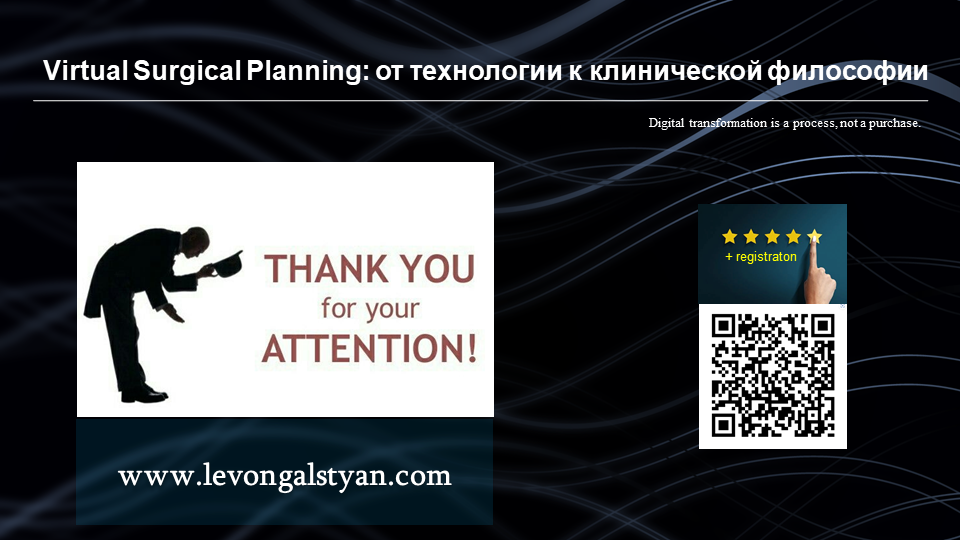 Virtual Surgical Planning: от технологии к клинической философии
Digital transformation is a process, not a purchase.
THANK YOU
for your
ATTENTION!
+ registraton
www.levongalstyan.com